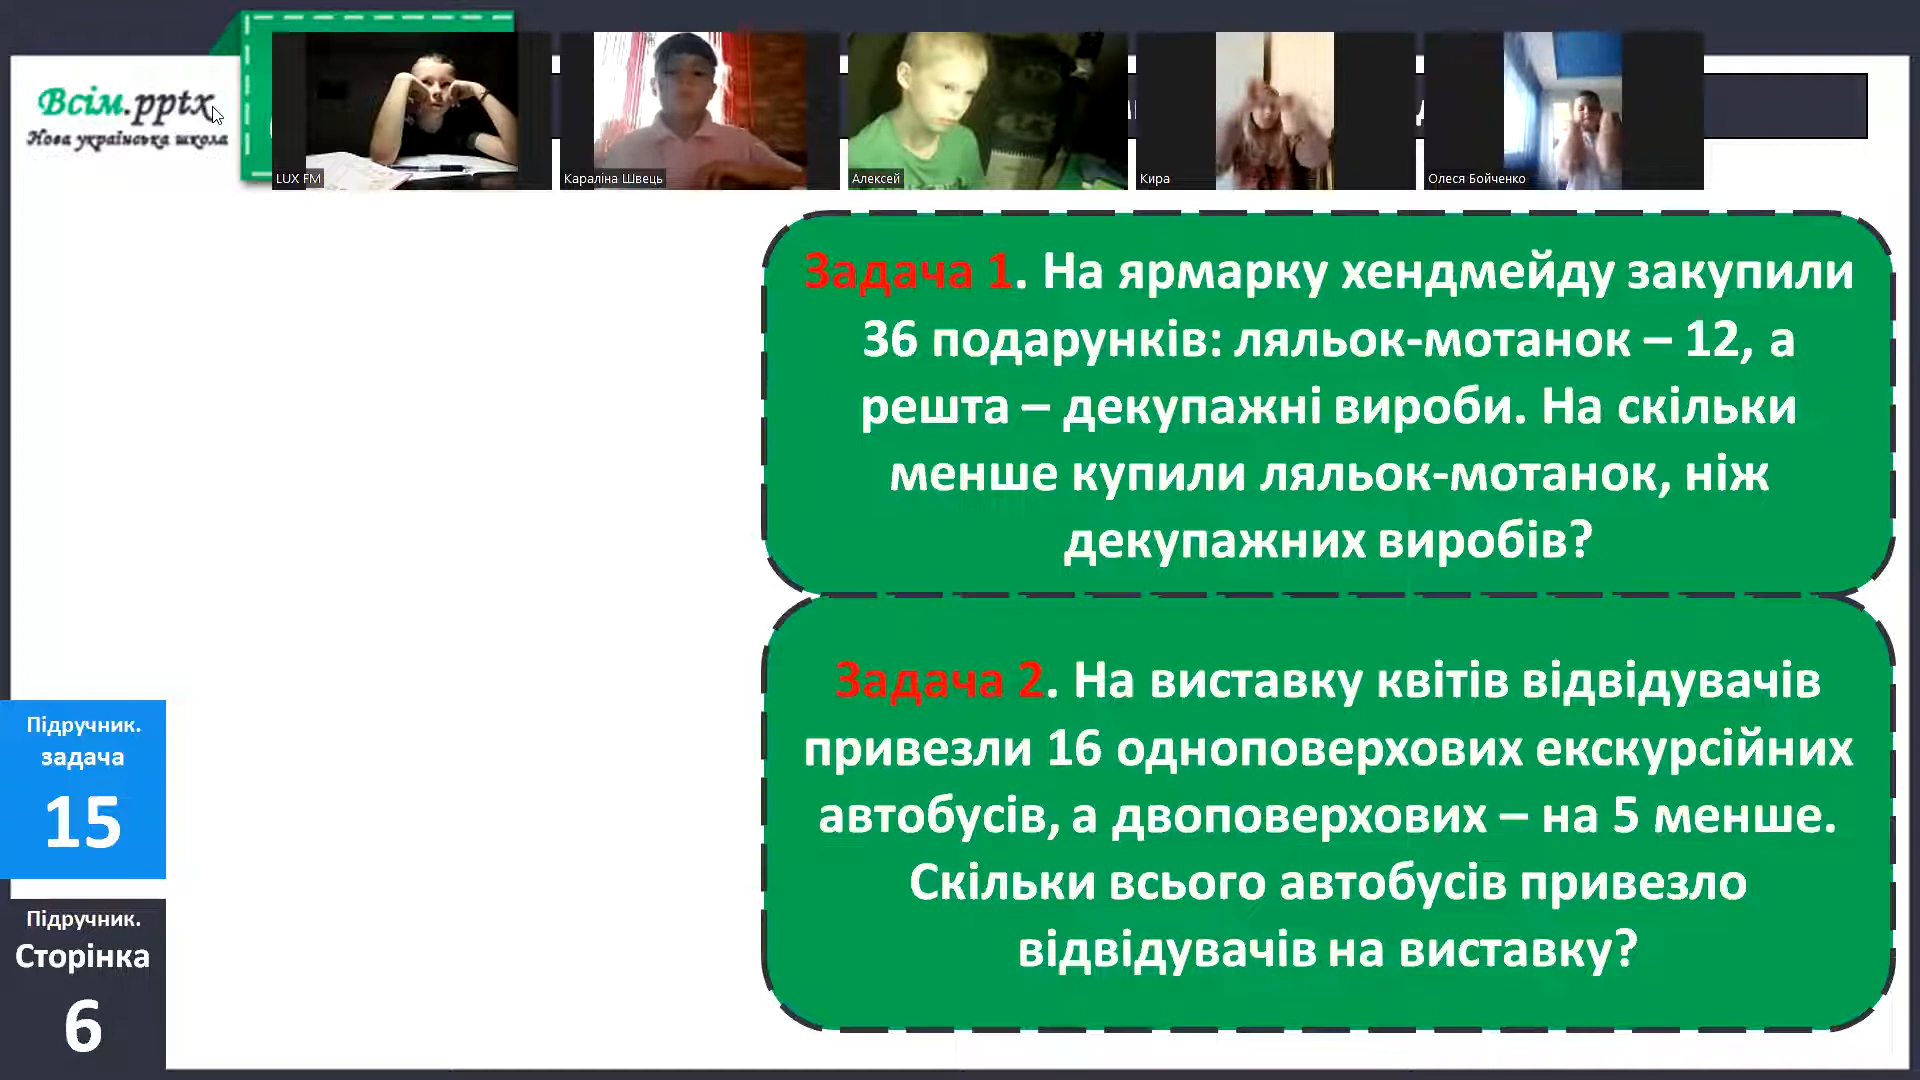 Всім.pptx
Нова українська школа
LUX FM
Караліна Швець
Алексей
Кира
Олеся Бойченко
Задача 1. На ярмарку хендмейду закупили
36 подарунків: ляльок-мотанок – 12, а
решта – декупажні вироби. На скільки
менше купили ляльок-мотанок, ніж
декупажних виробів?
Задача 2. На виставку квітів відвідувачів
привезли 16 одноповерхових екскурсійних
автобусів, а двоповерхових – на 5 менше.
Скільки всього автобусів привезло
відвідувачів на виставку?
Підручник.
задача
15
Підручник.
Сторінка
6